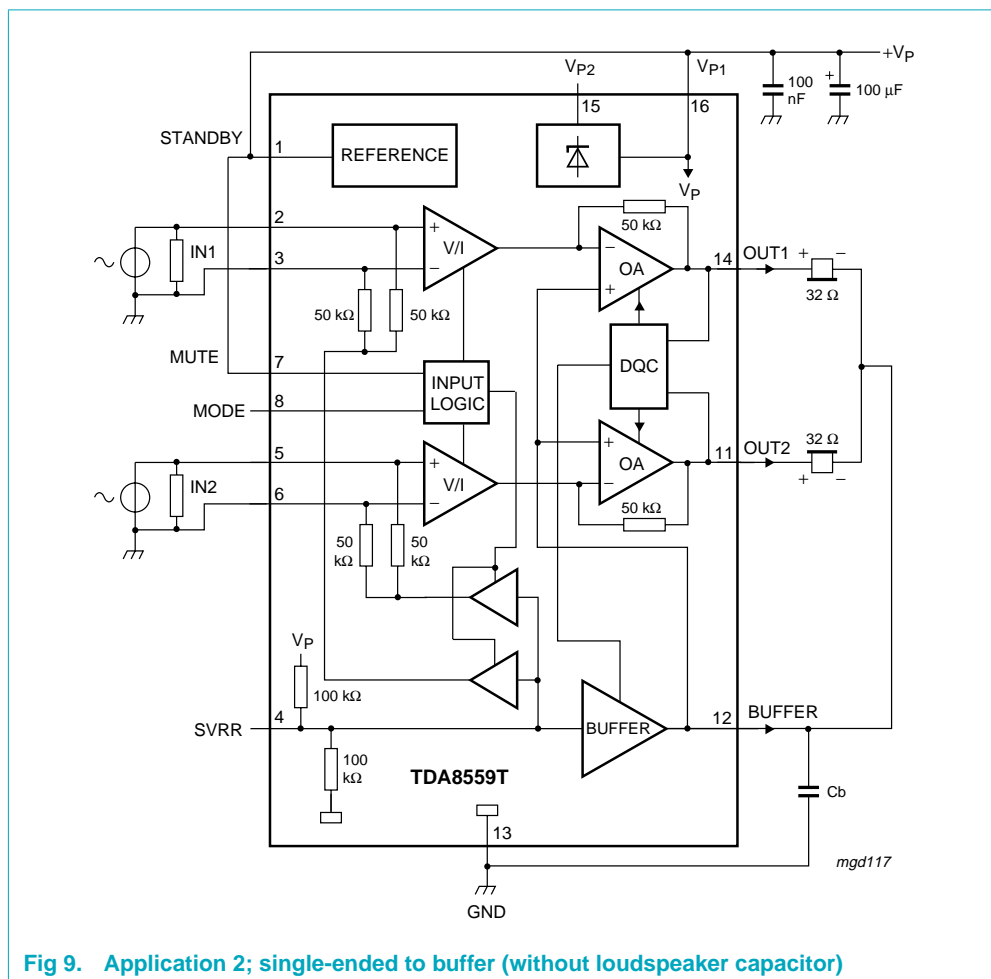 +VP
VP2
VP1
100
nF
+
100 μF
15
16
STANDBY
1
REFERENCE
VP
2
50 kΩ
+
V/I
−
−
OA
+
IN1
3
14
OUT1
+
−
32 Ω
50 kΩ
50 kΩ
MUTE
7
INPUT
LOGIC
DQC
MODE
8
5
+
V/I
−
+
OA
−
32 Ω
11
OUT2
+
−
IN2
6
50 kΩ
50
kΩ
50
kΩ
VP
100 kΩ
SVRR
4
BUFFER
12
BUFFER
100
kΩ
TDA8559T
Cb
13
mgd117
GND
Fig 9. Application 2; single-ended to buffer (without loudspeaker capacitor)